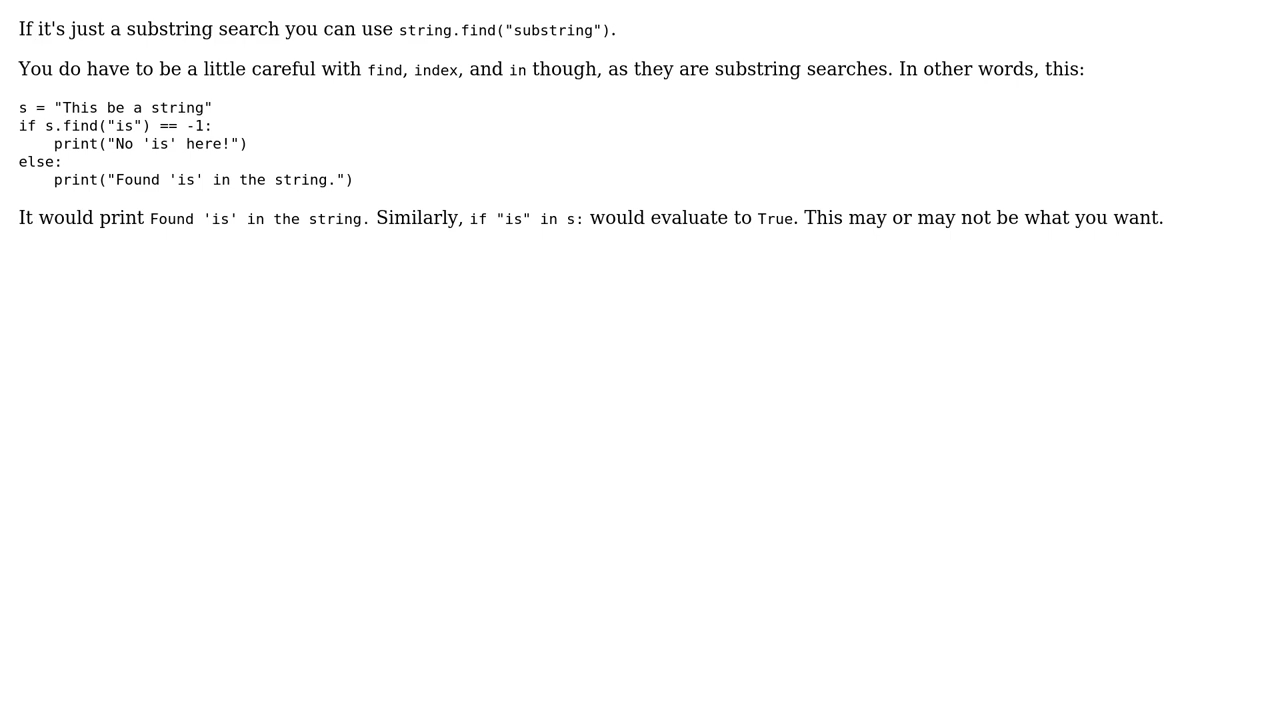 If it's just a substring search you can use string.find("substring").
You do have to be a little careful with find, index, and in though, as they are substring searches. In other words, this:
s = "This be a string"
if s.find("is") == -1:
    print("No 'is' here!")
else:
    print("Found 'is' in the string.")
It would print Found 'is' in the string. Similarly, if "is" in s: would evaluate to True. This may or may not be what you want.